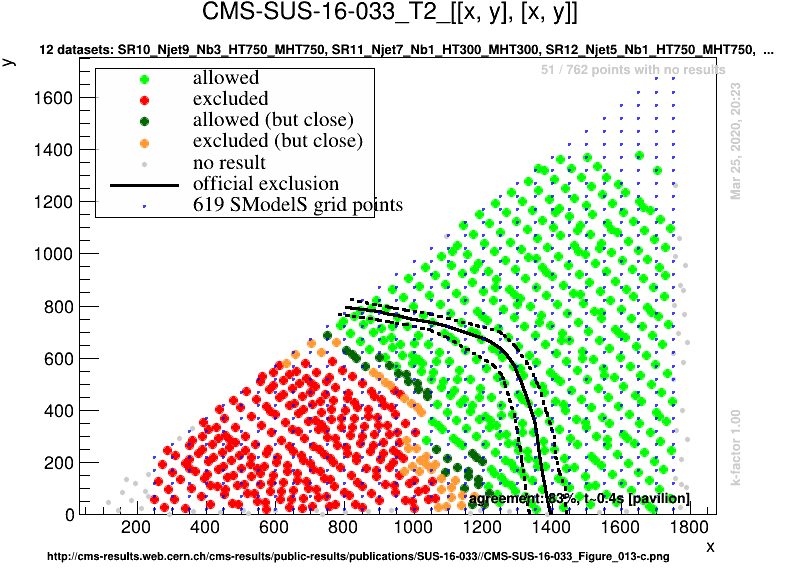 CMS-SUS-16-033_T2_[[x, y], [x, y]]
12 datasets: SR10_Njet9_Nb3_HT750_MHT750, SR11_Njet7_Nb1_HT300_MHT300, SR12_Njet5_Nb1_HT750_MHT750, ...
y
51 / 762 points with no results
allowed
excluded
allowed (but close)
excluded (but close)
no result
official exclusion
619 SModelS grid points
Mar 25, 2020, 20:23
k-factor 1.00
1600
1400
1200
1000
800
600
400
200
0
agreement: 83%, t~0.4s [pavilion]
200 400 600 800 1000 1200 1400 1600 1800
x
http://cms-results.web.cern.ch/cms-results/public-results/publications/SUS-16-033//CMS-SUS-16-033_Figure_013-c.png